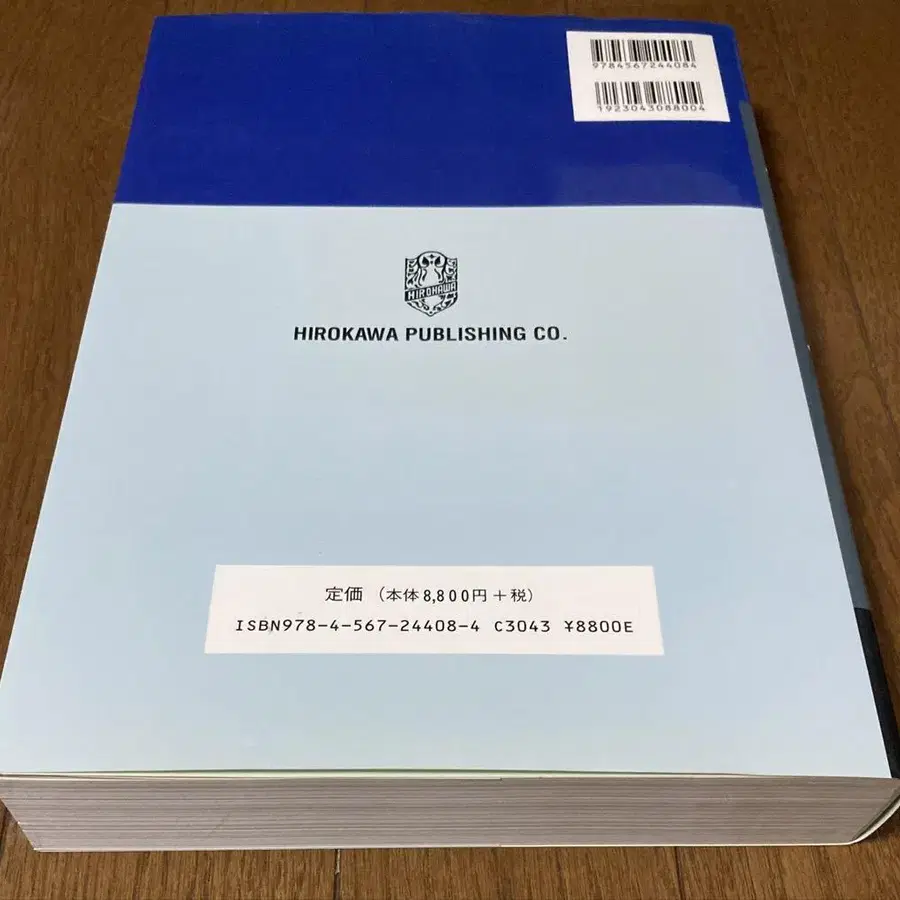 9784567244084
1923043088004
HIROKAWA
HIROKAWA PUBLISHING CO.
定価（本体8,800円＋税）
ISBN978-4-567-24408-4 C3043 ¥8800E